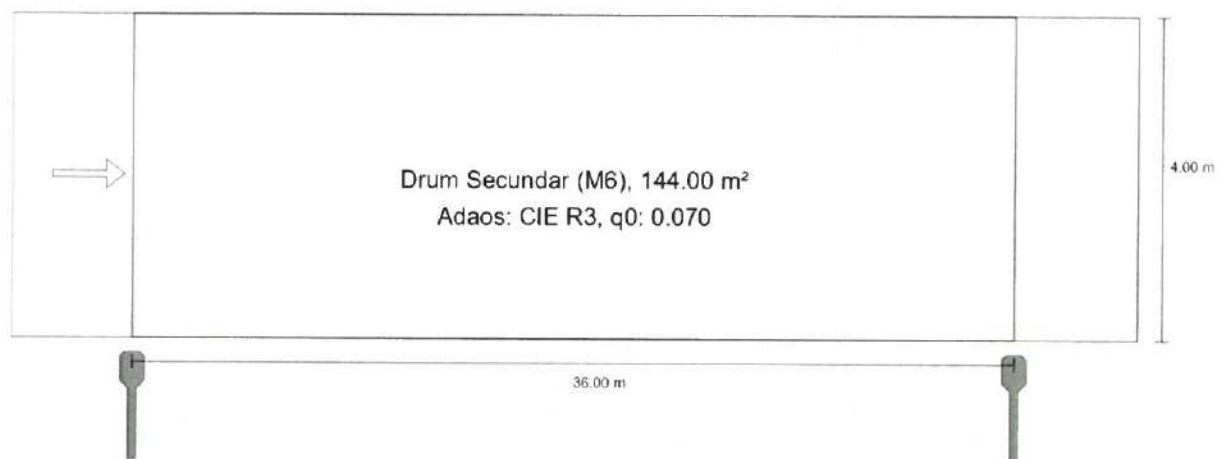 Drum Secundar (M6), 144.00 m²
Adaos: CIE R3, q0: 0.070
4.00 m
36.00 m